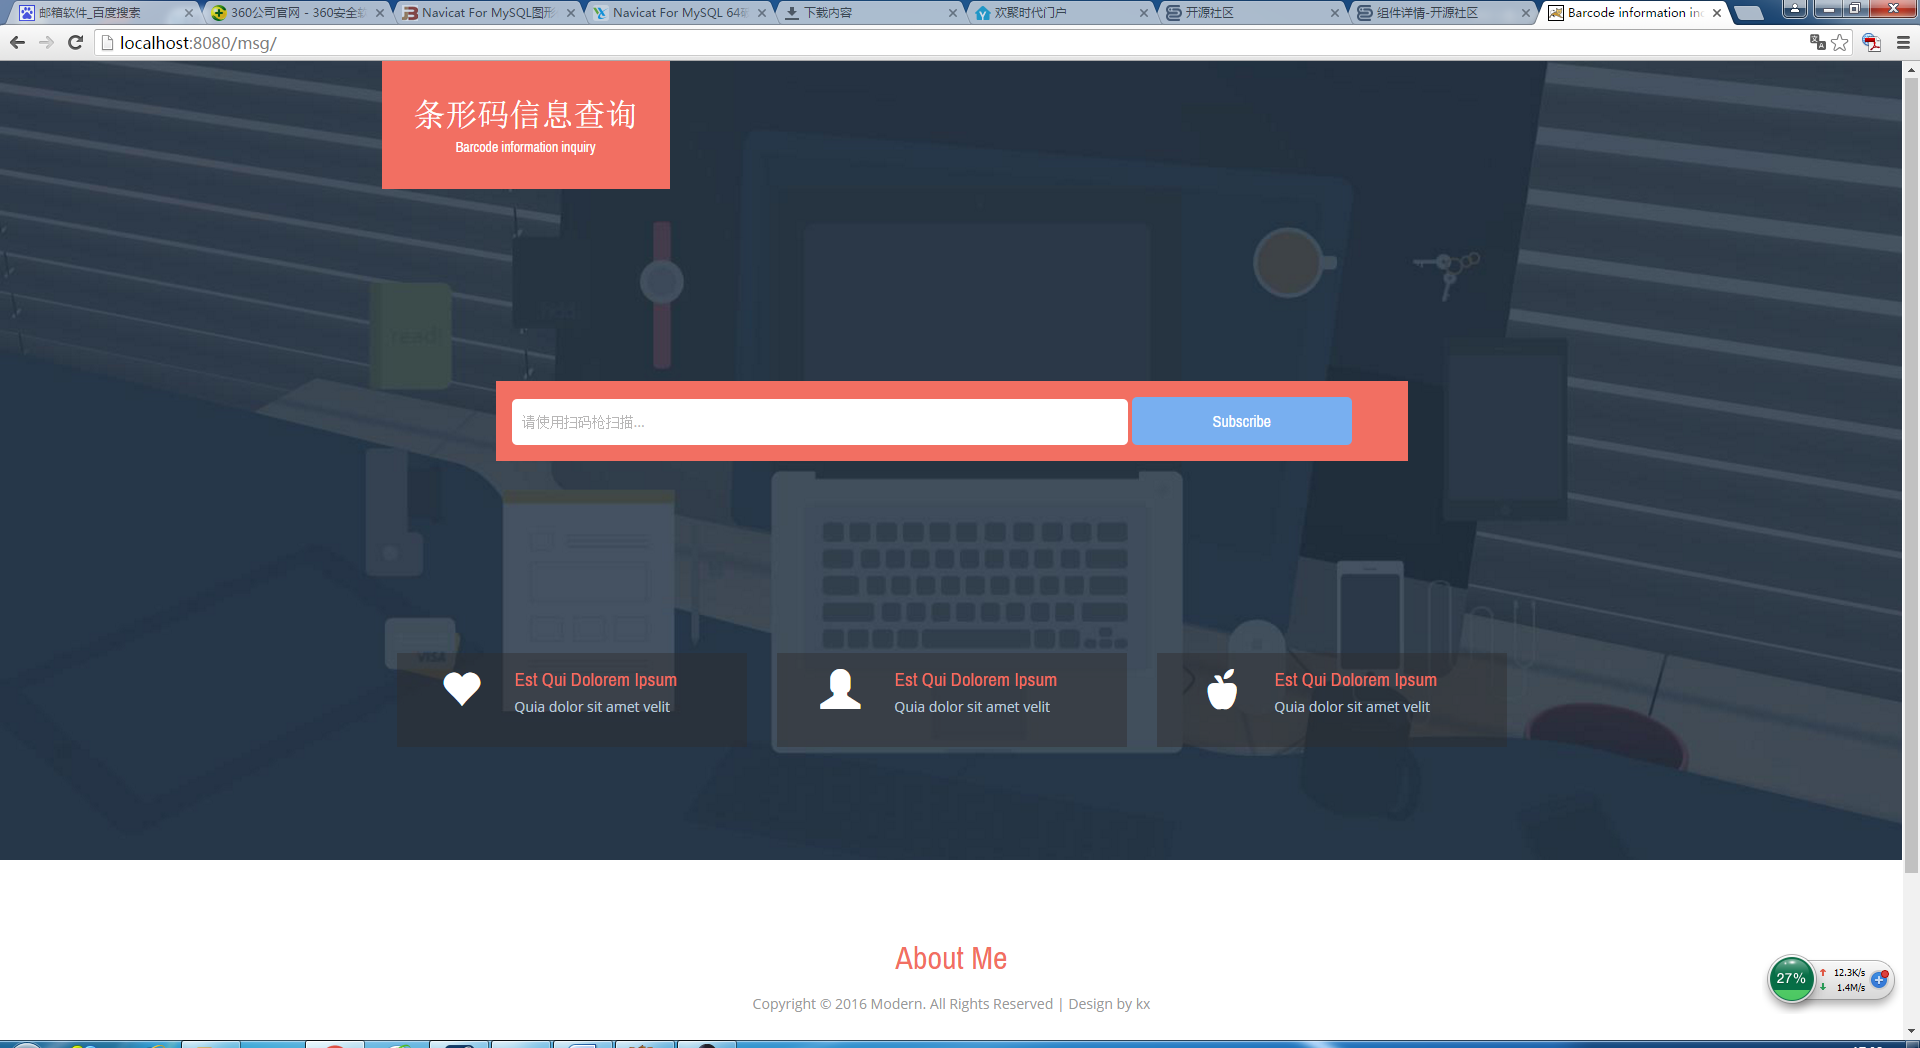 邮箱软件_百度搜索
360公司官网 - 360安全
Navicat For MySQL图形
Navicat For MySQL 64
下载内容
欢聚时代门户
开源社区
组件详情-开源社区
Barcode information in
localhost:8080/msg/
条形码信息查询
Barcode information inquiry
read!
请使用扫码枪扫描...
Subscribe
VISA
Est Qui Dolorem Ipsum
Quia dolor sit amet velit
Est Qui Dolorem Ipsum
Quia dolor sit amet velit
Est Qui Dolorem Ipsum
Quia dolor sit amet velit
About Me
Copyright © 2016 Modern. All Rights Reserved | Design by kx
27%
12.3K/s
1.4M/s